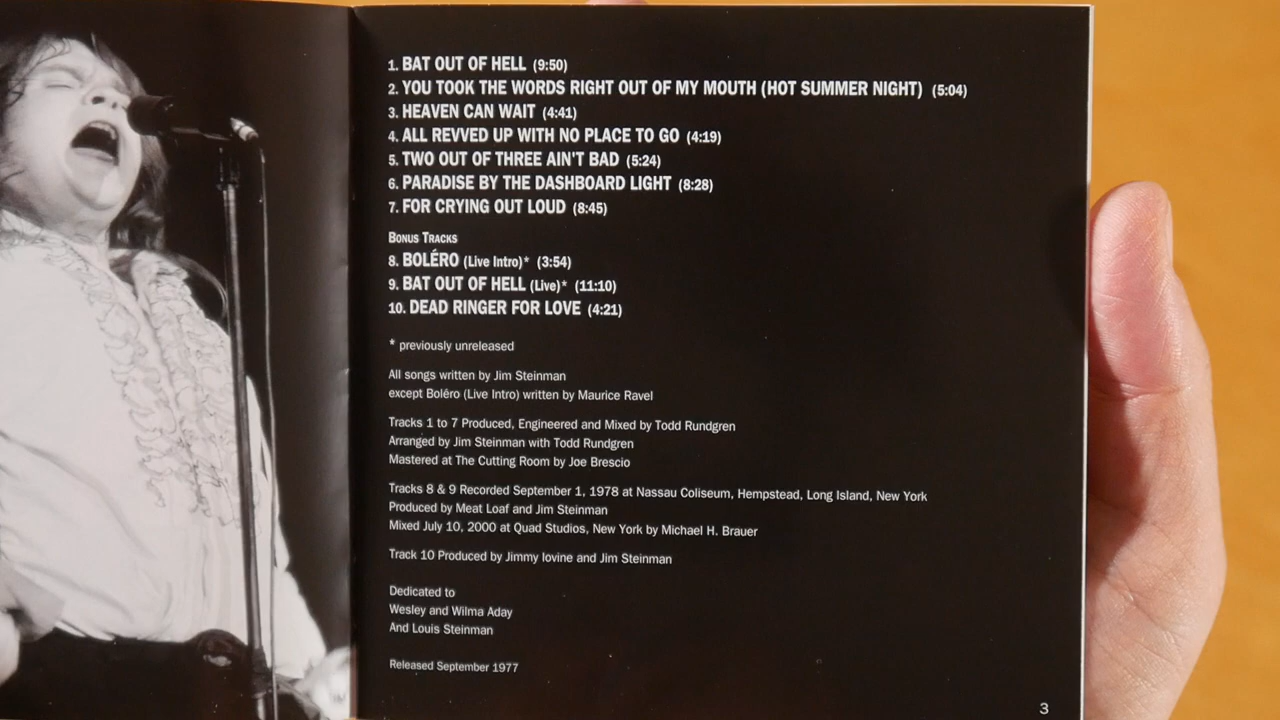 1. BAT OUT OF HELL (9:50)
2. YOU TOOK THE WORDS RIGHT OUT OF MY MOUTH (HOT SUMMER NIGHT) (5:04)
3. HEAVEN CAN WAIT (4:41)
4. ALL REVVED UP WITH NO PLACE TO GO (4:19)
5. TWO OUT OF THREE AIN'T BAD (5:24)
6. PARADISE BY THE DASHBOARD LIGHT (8:28)
7. FOR CRYING OUT LOUD (8:45)
BONUS TRACKS
8. BOLÉRO (Live Intro)* (3:54)
9. BAT OUT OF HELL (Live)* (11:10)
10. DEAD RINGER FOR LOVE (4:21)
* previously unreleased
All songs written by Jim Steinman
except Boléro (Live Intro) written by Maurice Ravel
Tracks 1 to 7 Produced, Engineered and Mixed by Todd Rundgren
Arranged by Jim Steinman with Todd Rundgren
Mastered at The Cutting Room by Joe Brescio
Tracks 8 & 9 Recorded September 1, 1978 at Nassau Coliseum, Hempstead, Long Island, New York
Produced by Meat Loaf and Jim Steinman
Mixed July 10, 2000 at Quad Studios, New York by Michael H. Brauer
Track 10 Produced by Jimmy Iovine and Jim Steinman
Dedicated to
Wesley and Wilma Aday
And Louis Steinman
Released September 1977
3